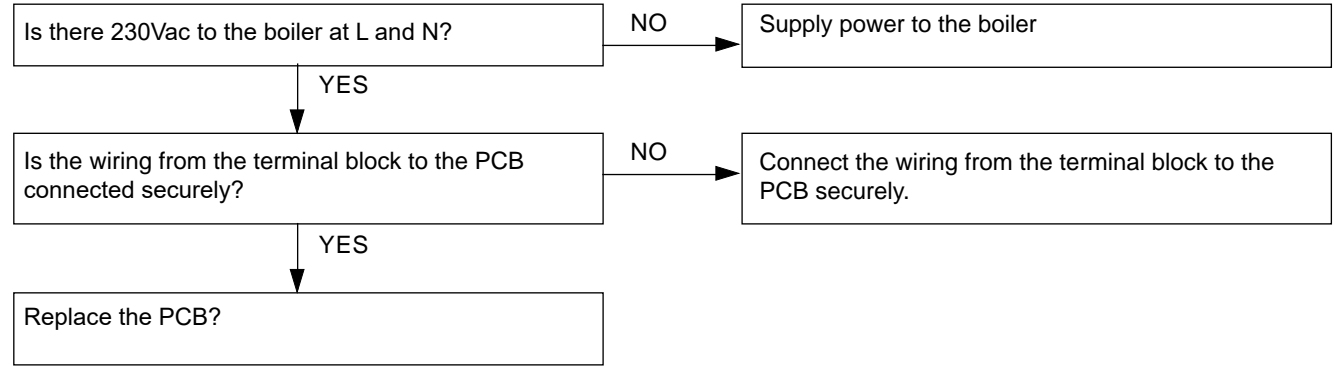 Is there 230Vac to the boiler at L and N?
NO
Supply power to the boiler
YES
Is the wiring from the terminal block to the PCB
connected securely?
NO
Connect the wiring from the terminal block to the
PCB securely.
YES
Replace the PCB?